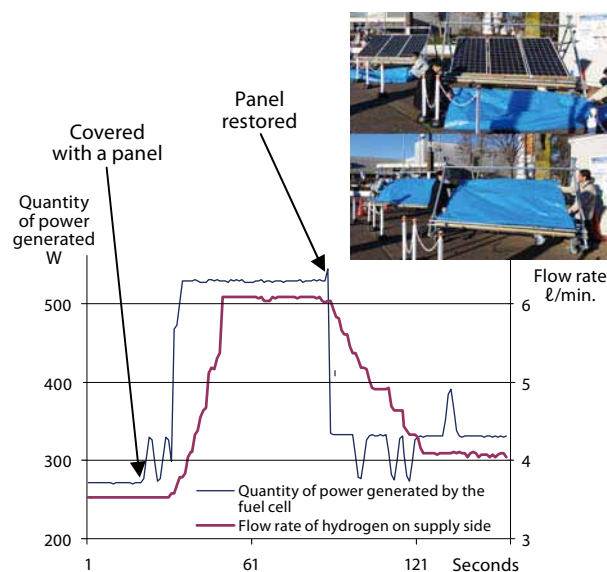 Panel
restored
Covered
with a panel
Quantity
of power
generated
W
Flow rate
ℓ/min.
500
400
300
200
6
5
4
3
Quantity of power generated by the
fuel cell
Flow rate of hydrogen on supply side
1
61
121
Seconds